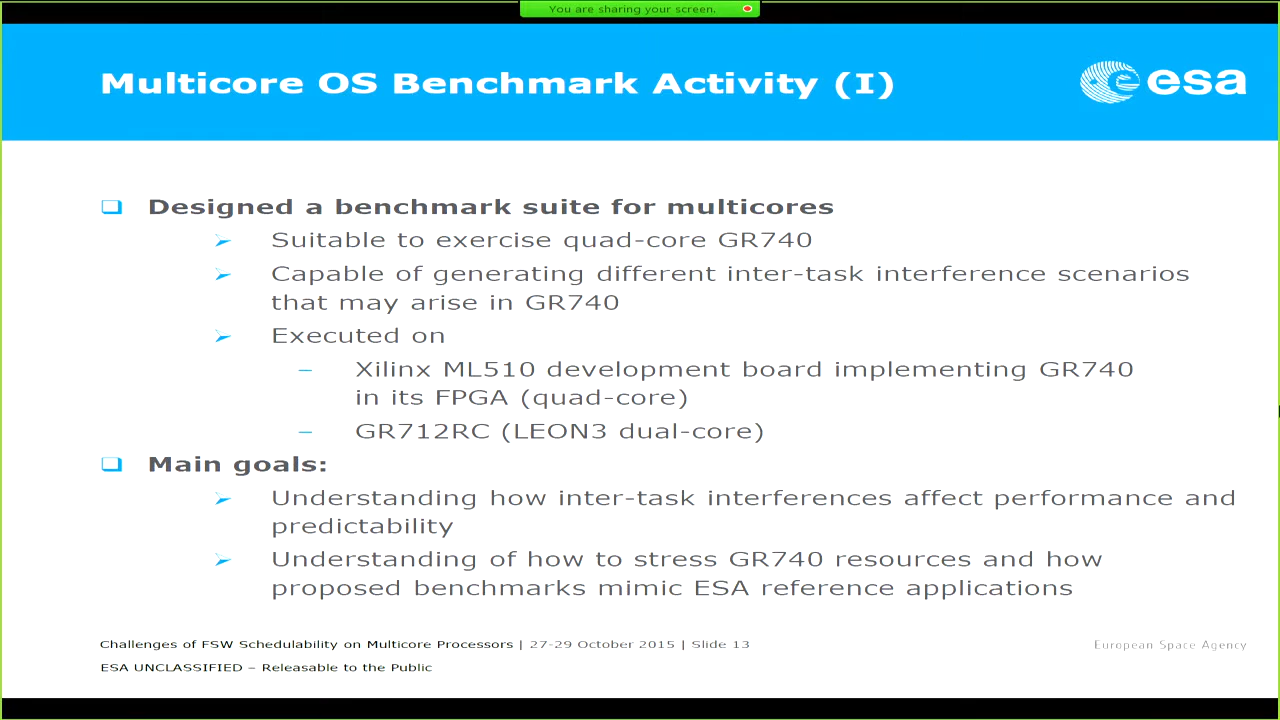 You are sharing your screen.
Multicore OS Benchmark Activity (I)
esa
Designed a benchmark suite for multicores
Suitable to exercise quad-core GR740
Capable of generating different inter-task interference scenarios
that may arise in GR740
Executed on
– Xilinx ML510 development board implementing GR740
in its FPGA (quad-core)
– GR712RC (LEON3 dual-core)
Main goals:
Understanding how inter-task interferences affect performance and
predictability
Understanding of how to stress GR740 resources and how
proposed benchmarks mimic ESA reference applications
Challenges of FSW Schedulability on Multicore Processors | 27-29 October 2015 | Slide 13
European Space Agency
ESA UNCLASSIFIED – Releasable to the Public